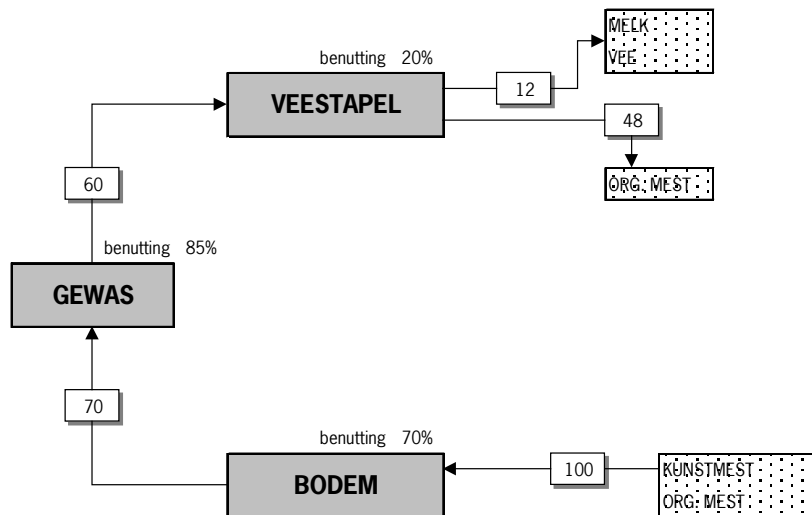 MELK
VEE
benutting 20%
VEESTAPEL
12
48
ORG. MEST
60
benutting 85%
GEWAS
70
benutting 70%
BODEM
100
KUNSTMEST
ORG. MEST